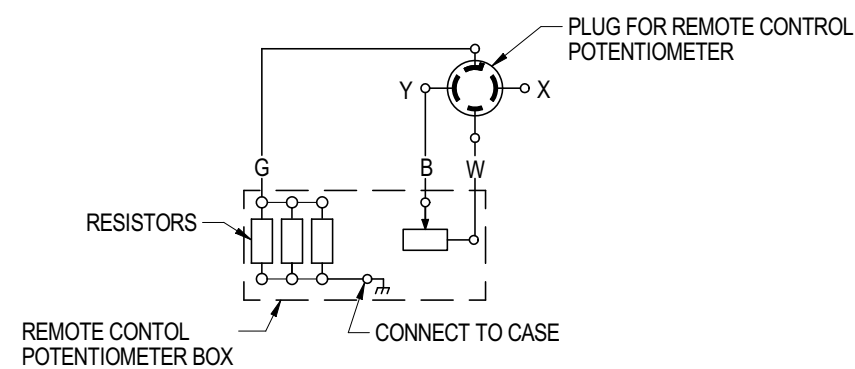 PLUG FOR REMOTE CONTROL
POTENTIOMETER
Y
X
G
B
W
RESISTORS
REMOTE CONTOL
POTENTIOMETER BOX
CONNECT TO CASE